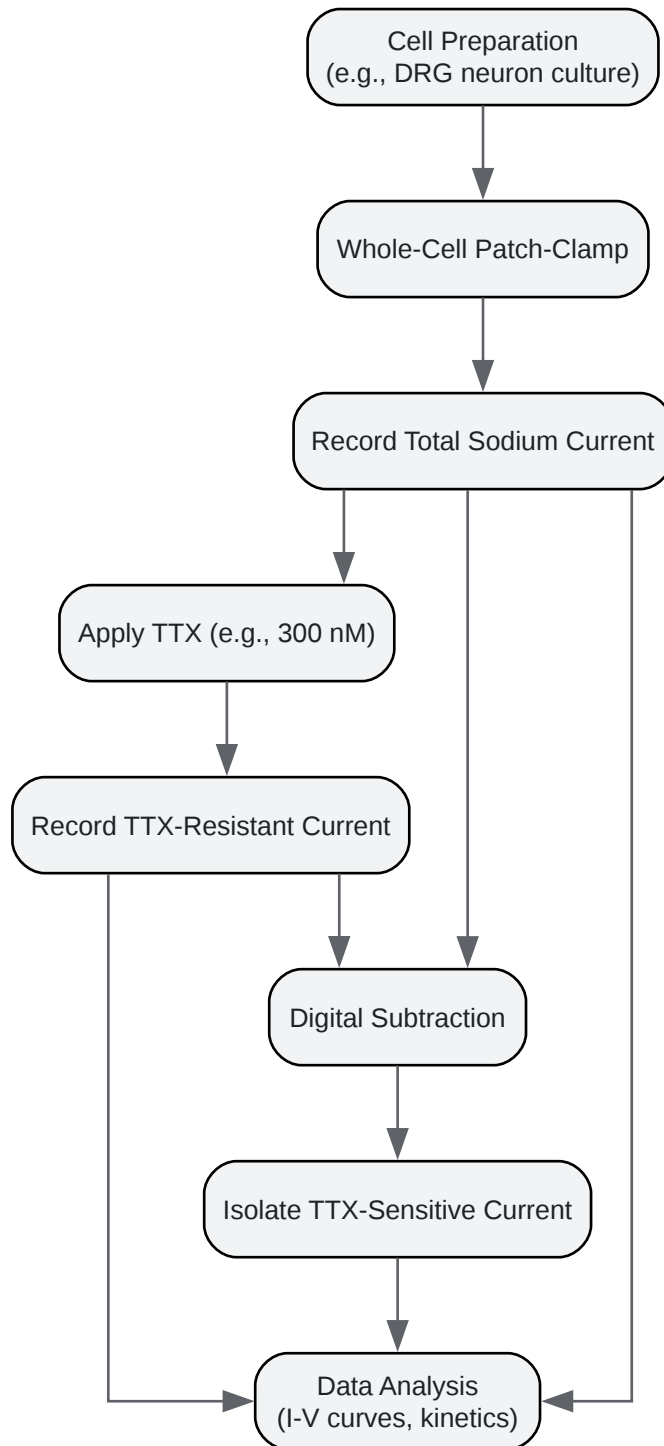 Cell Preparation
(e.g., DRG neuron culture)
Whole-Cell Patch-Clamp
Record Total Sodium Current
Apply TTX (e.g., 300 nM)
Record TTX-Resistant Current
Digital Subtraction
Isolate TTX-Sensitive Current
Data Analysis
(I-V curves, kinetics)